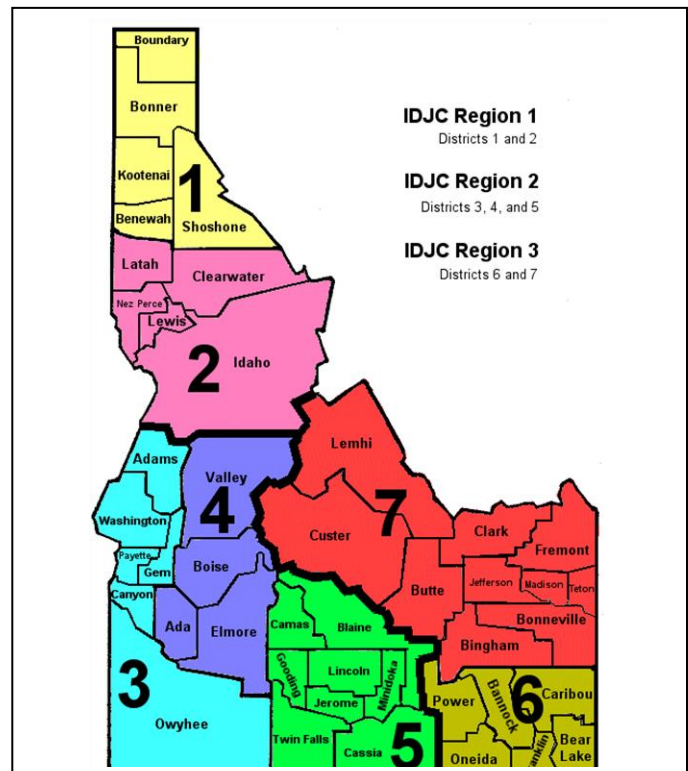 Boundary
Bonner
IDJC Region 1
Districts 1 and 2
Kootenai
1
IDJC Region 2
Districts 3, 4, and 5
Benewah
Shoshone
IDJC Region 3
Districts 6 and 7
Latah
Clearwater
Nez Perce
Lewis
2
Idaho
Lemhi
Adams
Valley
7
4
Washington
Custer
Clark
Fremont
Payette
Gem
Boise
Jefferson
Madison
Teton
Butte
Canyon
Bonneville
Ada
Elmore
Camas
Blaine
Bingham
Gooding
Lincoln
Minidoka
3
Power
Bannock
6
Caribou
Jerome
Owyhee
Twin Falls
Cassia
5
Oneida
anklin
Bear
Lake